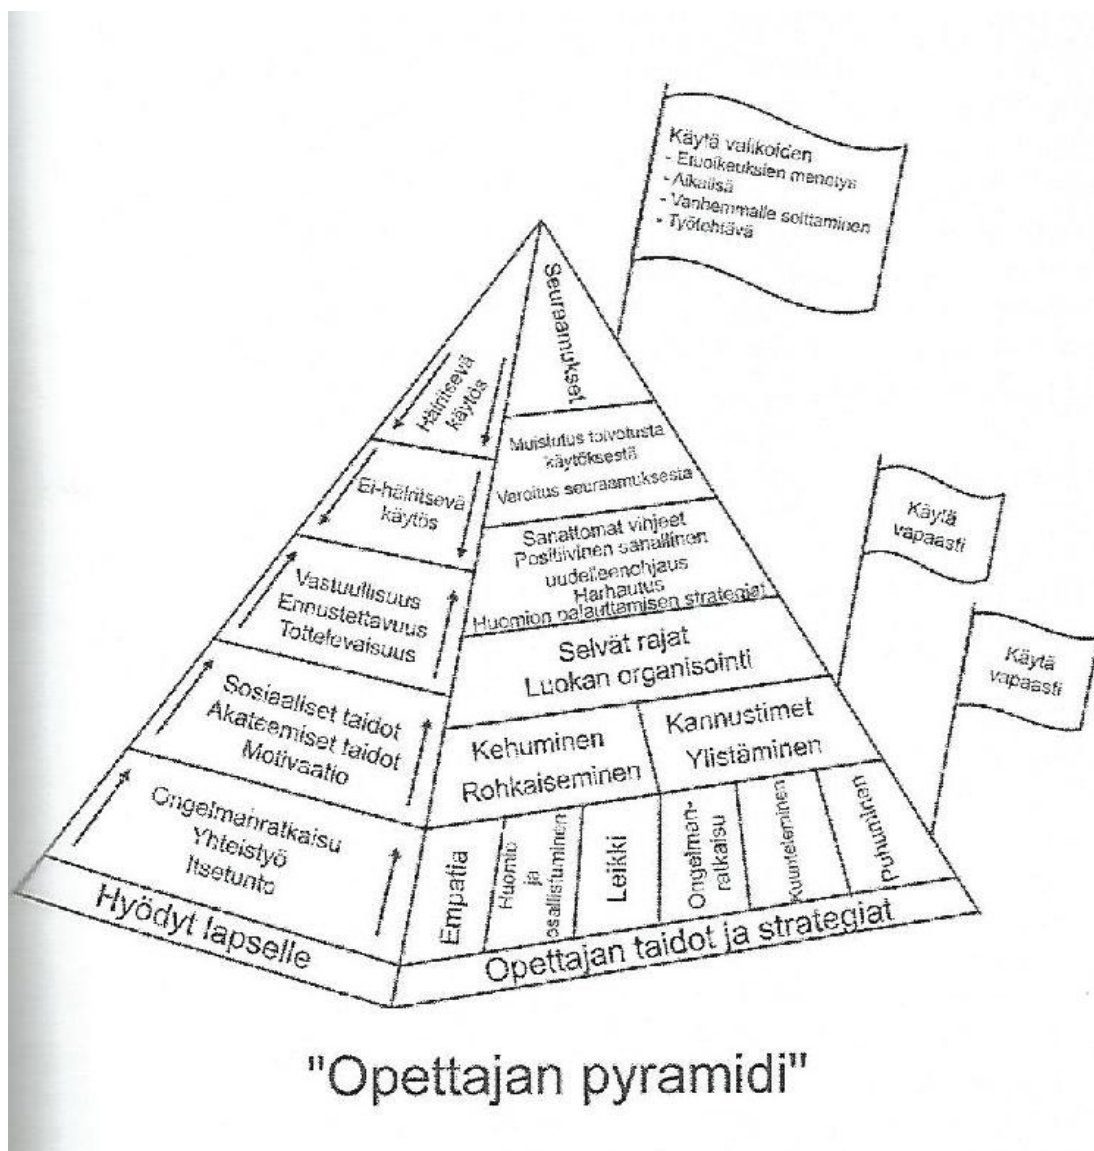 Käytä valikoiden
- Etuoikeuksien menetys
- Aikalisä
- Vanhemmalle soittaminen
- Työtehtävä
Seuraamukset
Häiritsevä
käytös
Muistutus toivotusta
käytöksestä
Varoitus seuraamuksesta
Ei-häiritsevä
käytös
Sanattomat vihjeet
Positiivinen sanallinen
uudelleenohjaus
Harhautus
Huomion palauttamisen strategiat
Käytä
vapaasti
Vastuullisuus
Ennustettavuus
Tottelevaisuus
Selvät rajat
Luokan organisointi
Käytä
vapaasti
Sosiaaliset taidot
Akateemiset taidot
Motivaatio
Kehuminen
Rohkaiseminen
Kannustimet
Ylistäminen
Ongelmanratkaisu
Yhteistyö
Itsetunto
Empatia
Huomio
ja
osallistuminen
Leikki
Ongelman-
ratkaisu
Kuunteleminen
Puhuminen
Hyödyt lapselle
Opettajan taidot ja strategiat
"Opettajan pyramidi"